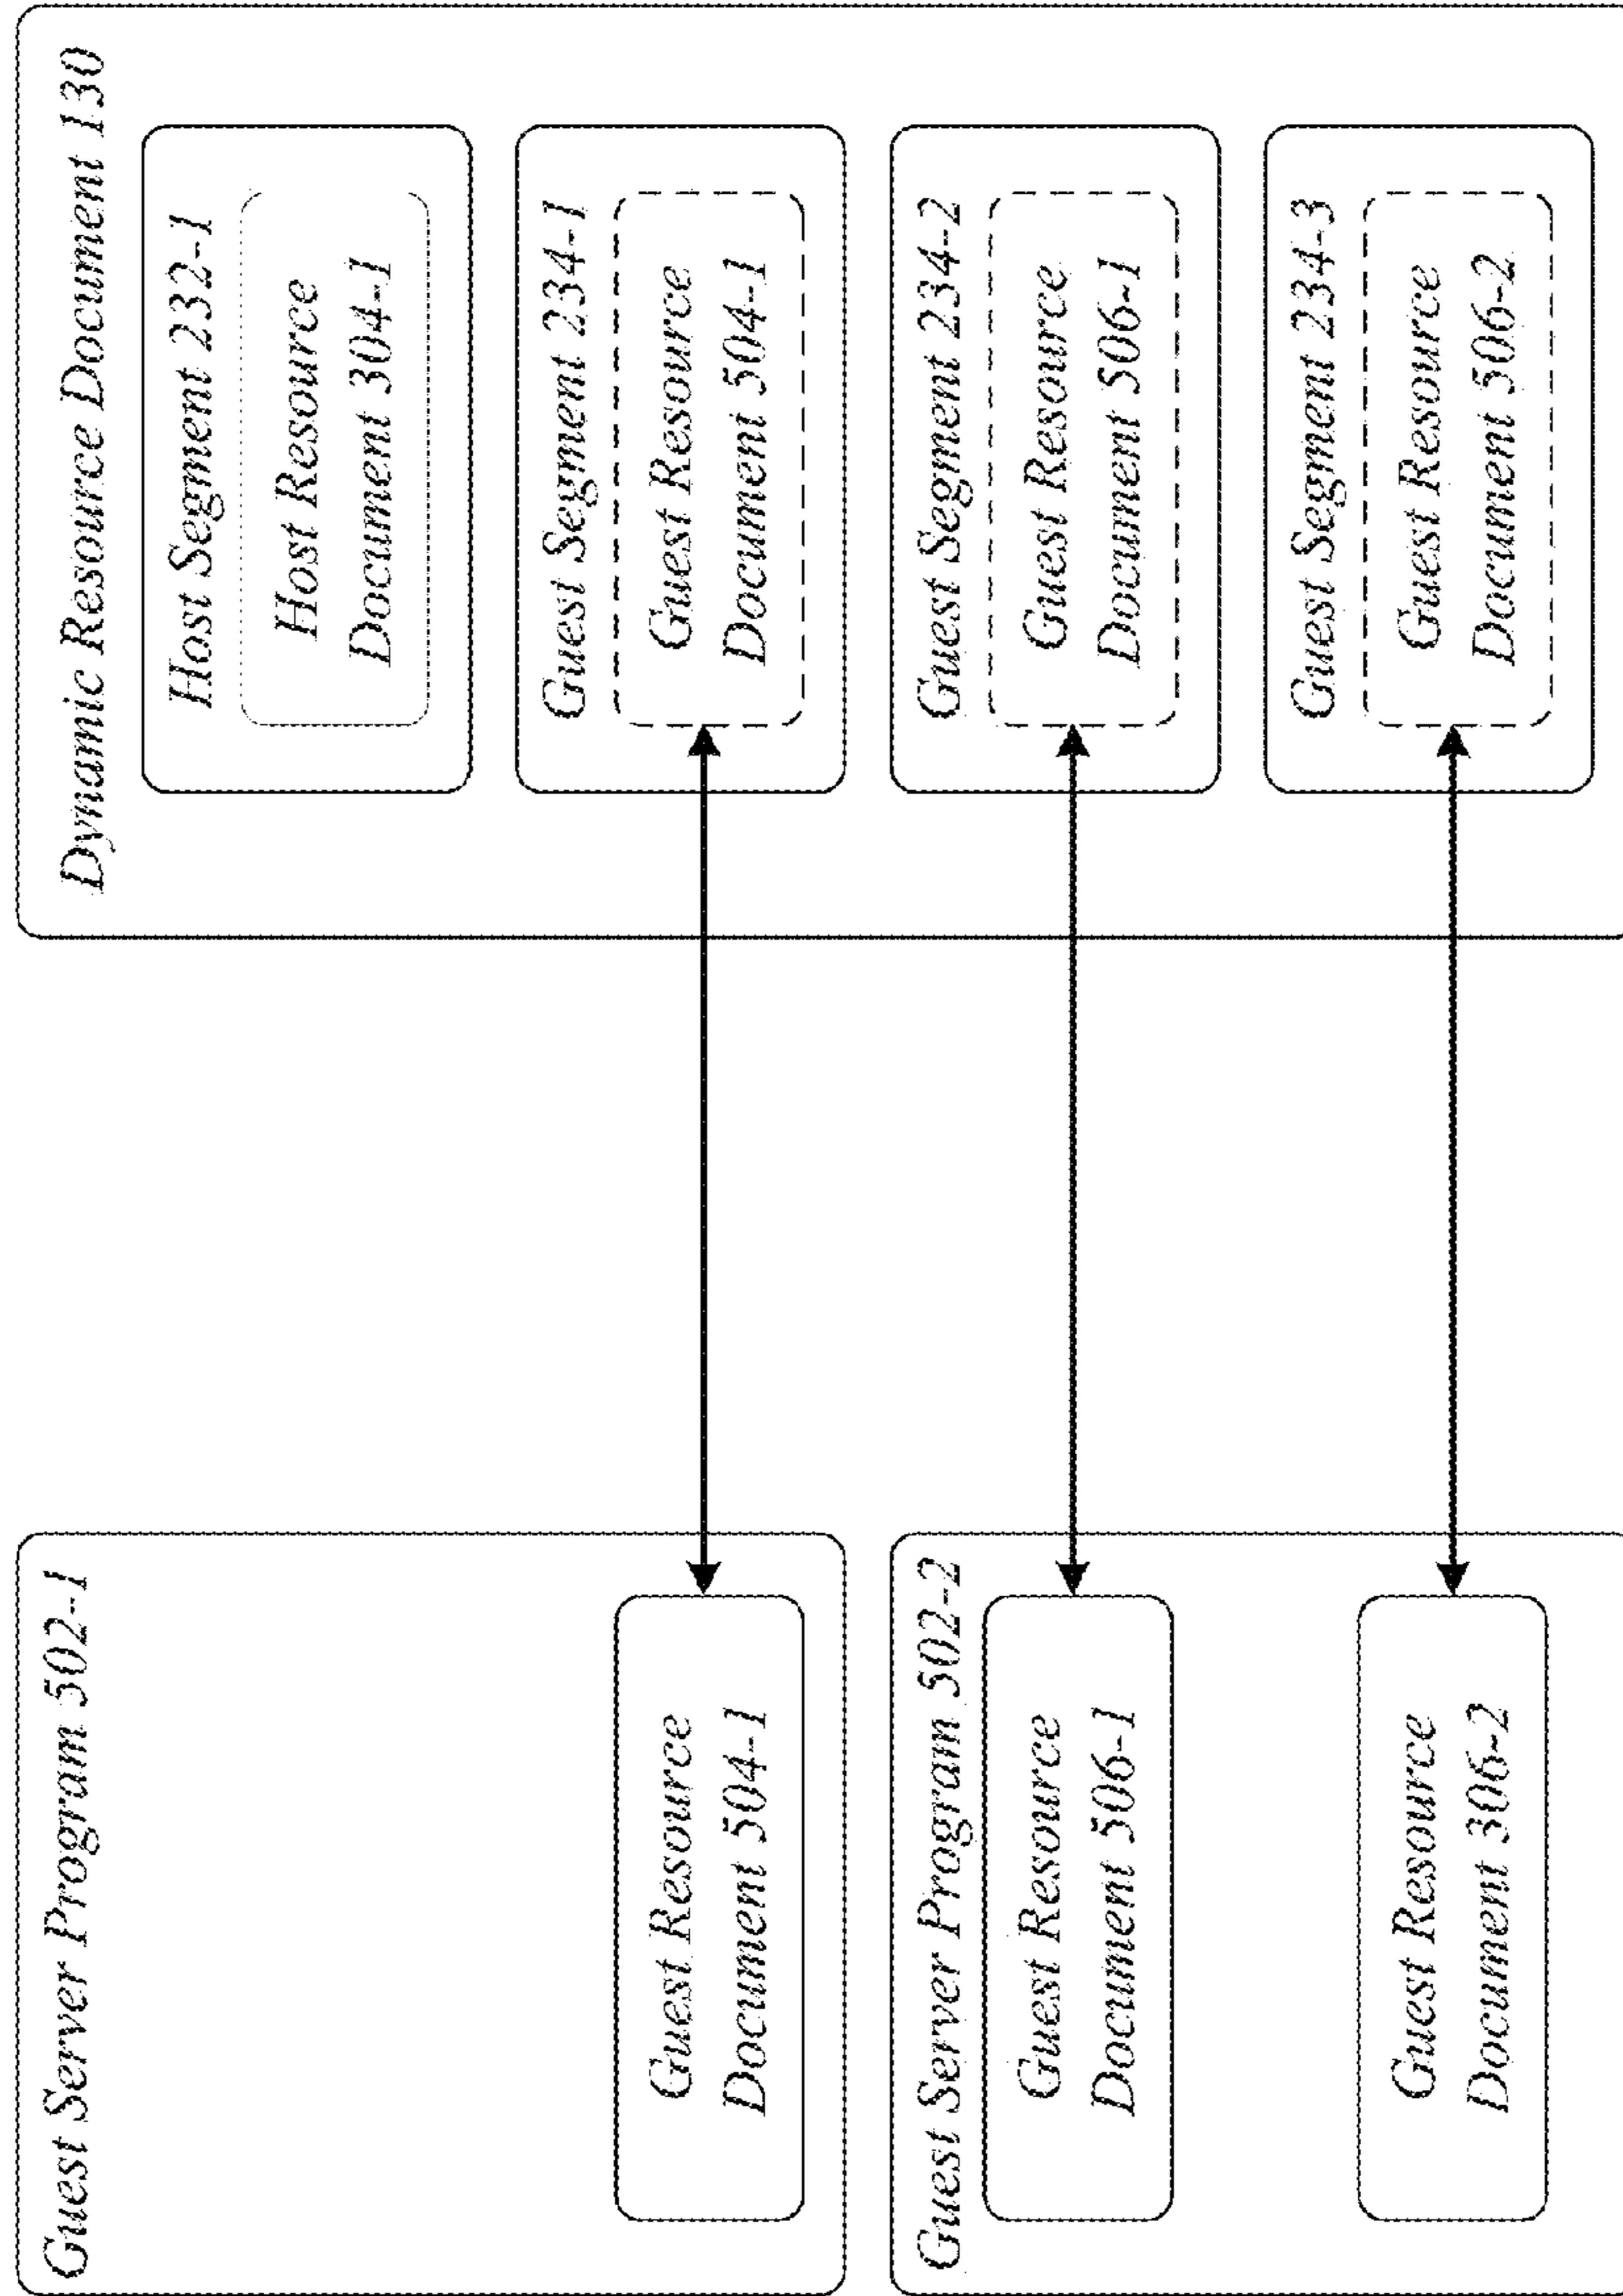 Guest Server Program 502-1
Guest Resource
Document 504-1
Guest Server Program 502-2
Guest Resource
Document 506-1
Guest Resource
Document 306-2
Dynamic Resource Document 130
Host Segment 232-1
Host Resource
Document 304-1
Guest Segment 234-1
Guest Resource
Document 504-1
Guest Segment 234-2
Guest Resource
Document 506-1
Guest Segment 234-3
Guest Resource
Document 506-2